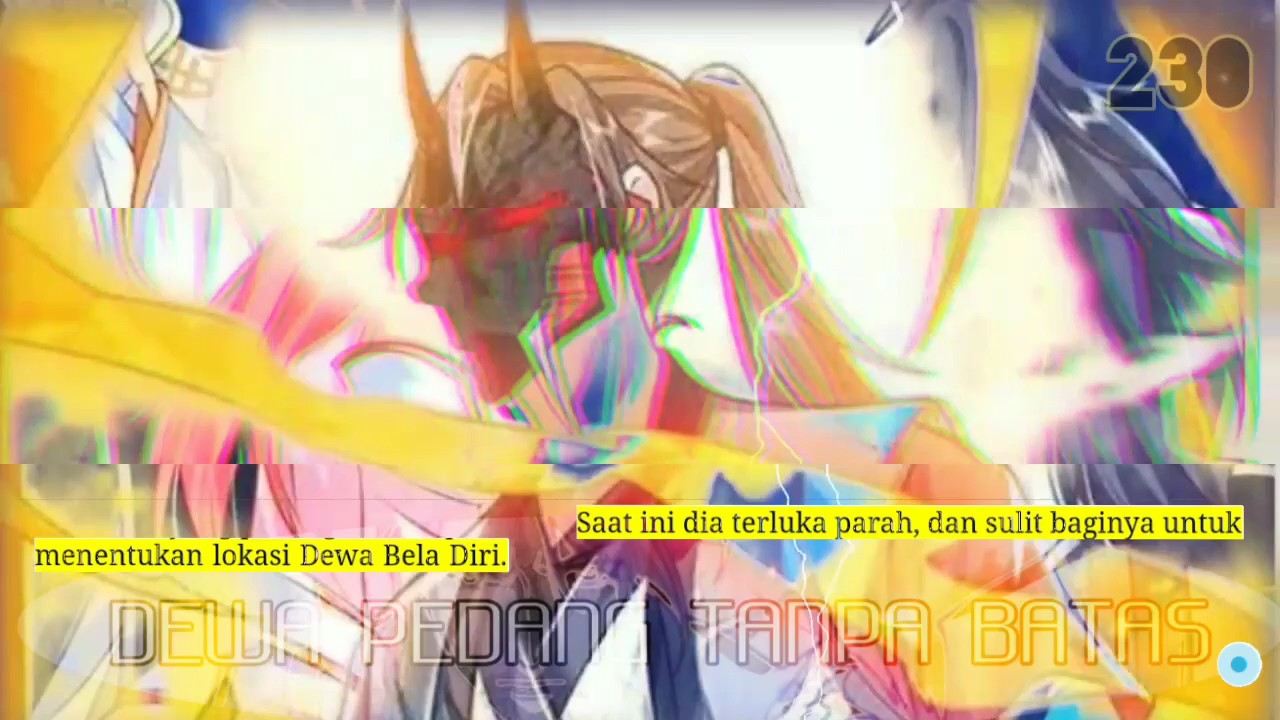 230
Saat ini dia terluka parah, dan sulit baginya untuk
menentukan lokasi Dewa Bela Diri.
DEWA PEDANG TANPA BATAS